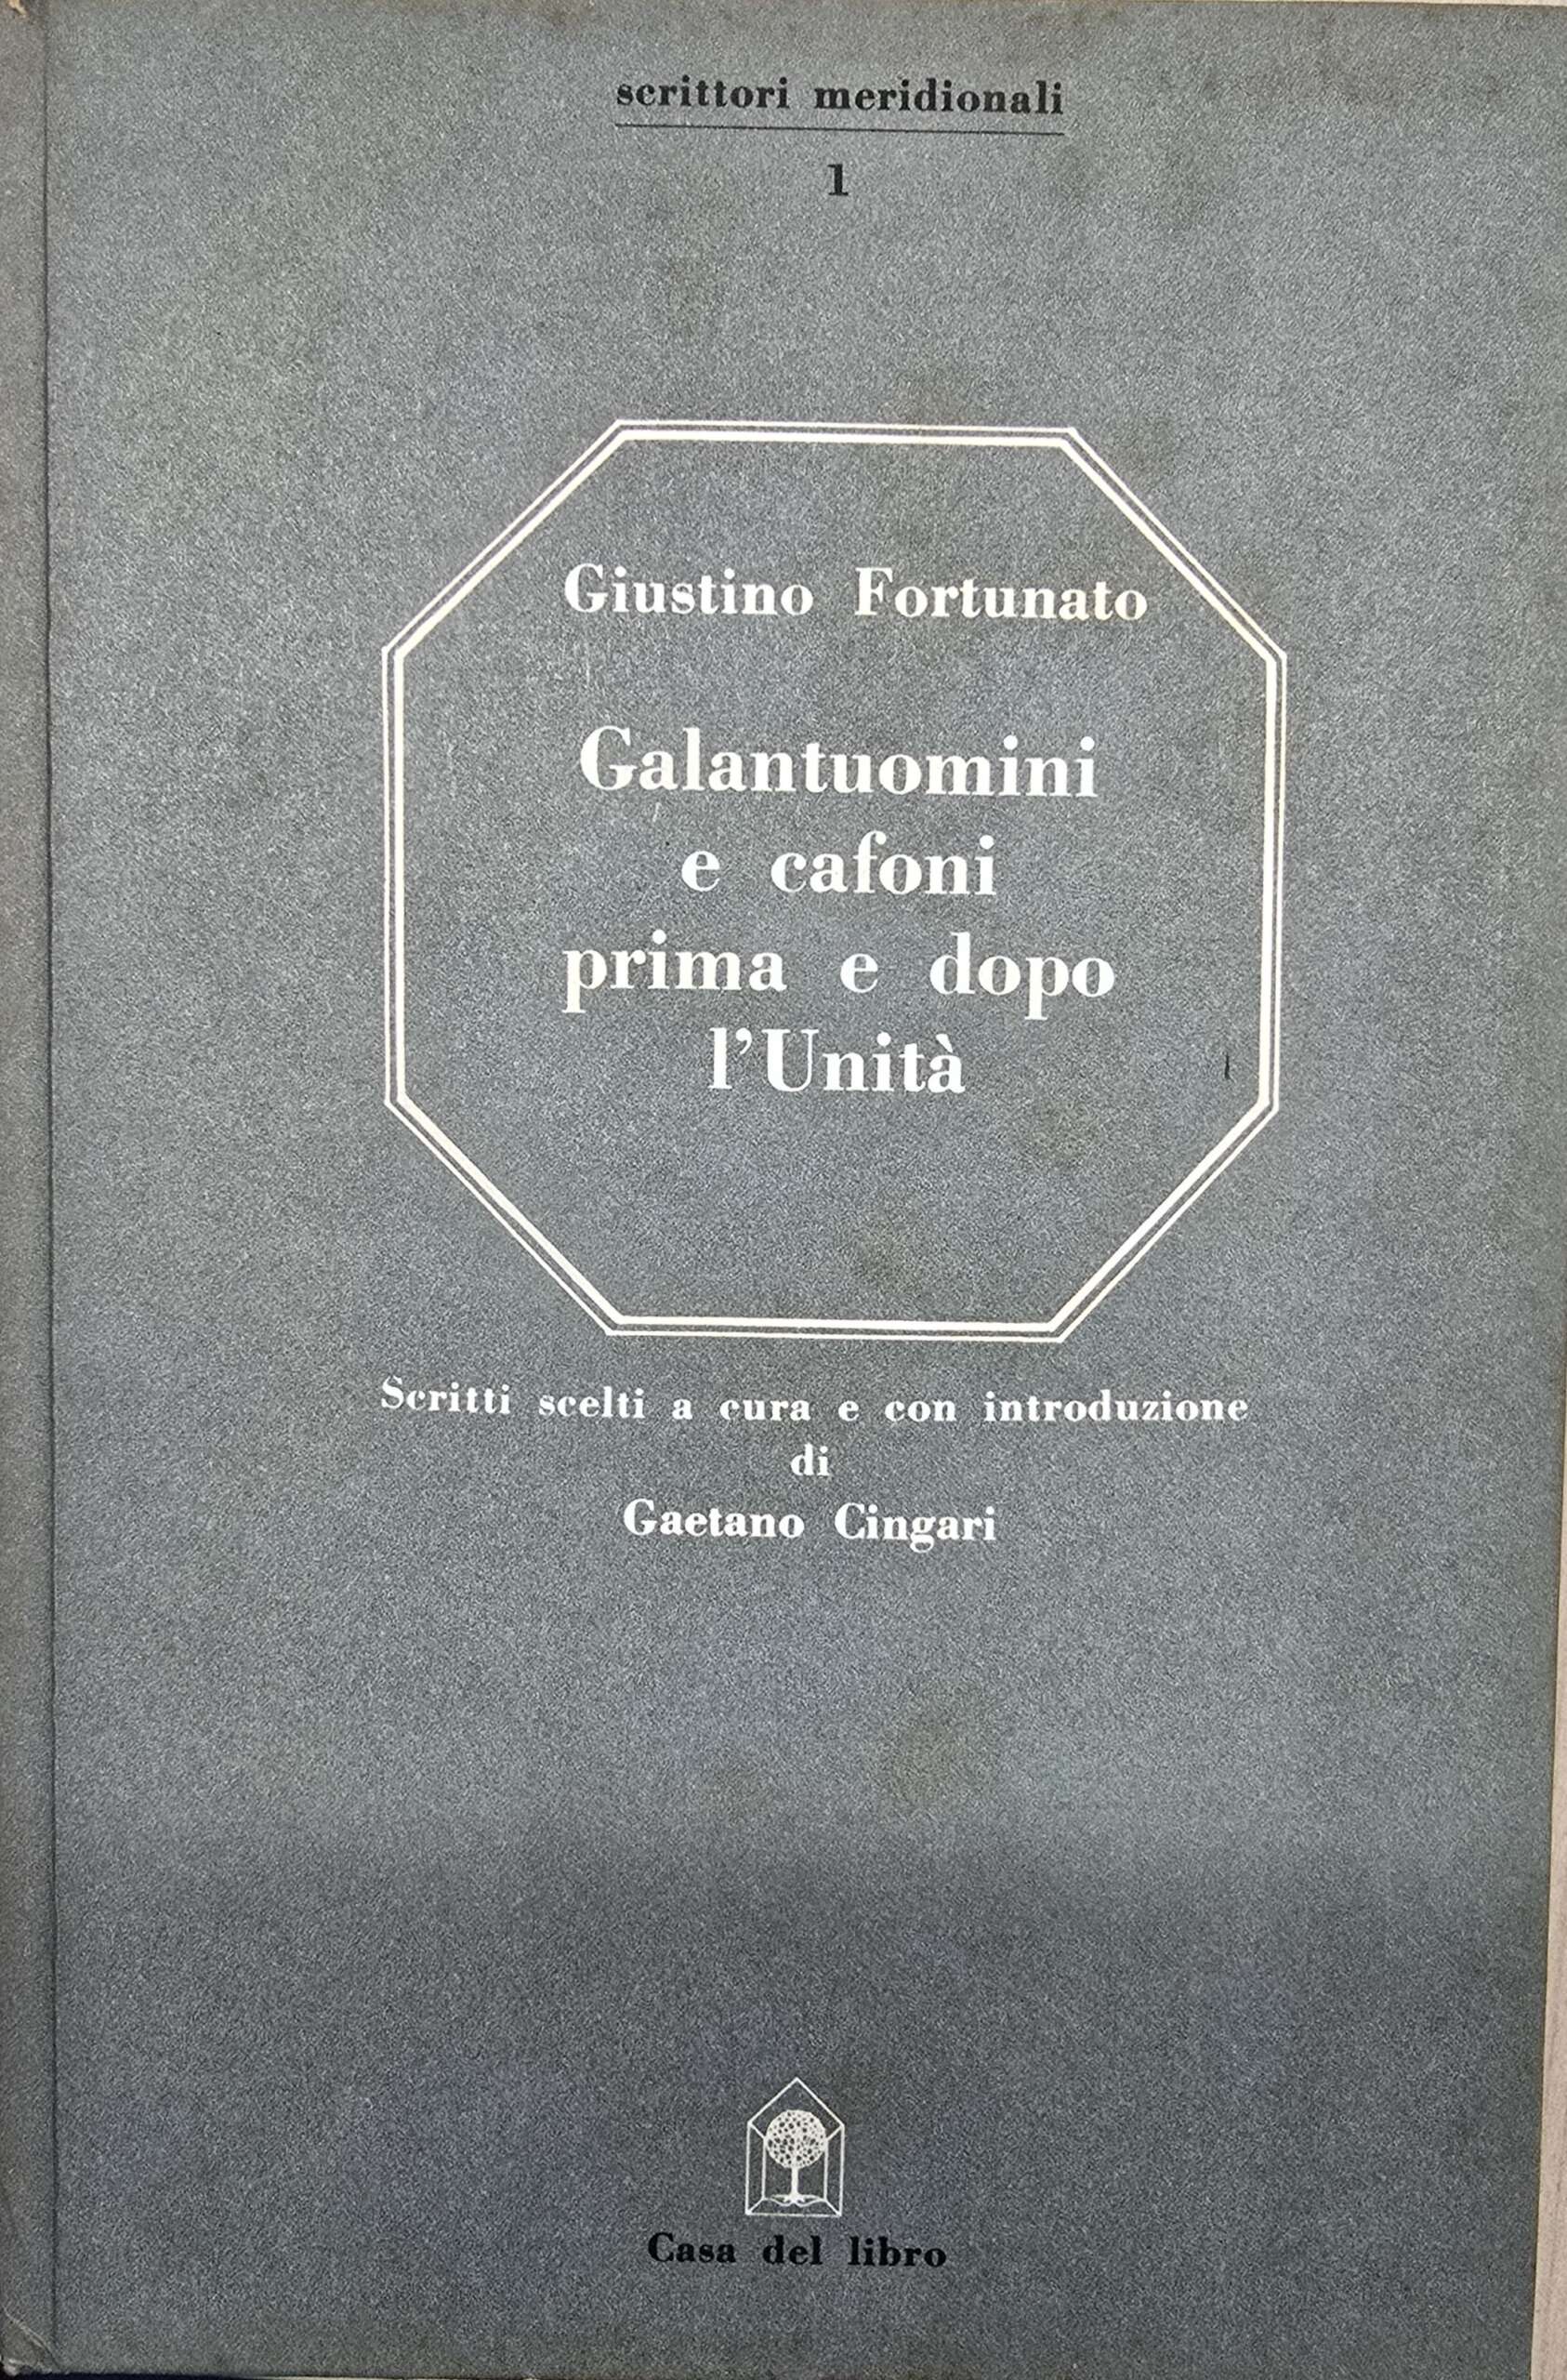 scrittori meridionali
1
Giustino Fortunato
Galantuomini
e cafoni
prima e dopo
l'Unità
Scritti scelti a cura e con introduzione
di
Gaetano Cingari
Casa del libro